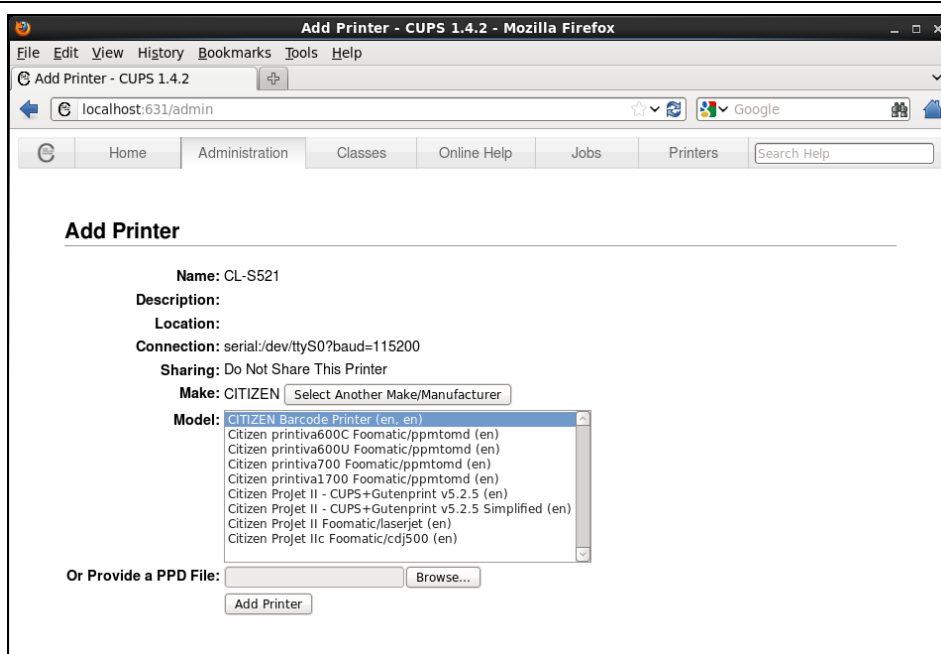 Add Printer - CUPS 1.4.2 - Mozilla Firefox
File Edit View History Bookmarks Tools Help
Add Printer - CUPS 1.4.2
localhost:631/admin Google
Home Administration Classes Online Help Jobs Printers Search Help
Add Printer
Name: CL-S521
Description:
Location:
Connection: serial:/dev/ttyS0?baud=115200
Sharing: Do Not Share This Printer
Make: CITIZEN Select Another Make/Manufacturer
Model: CITIZEN Barcode Printer (en, en)
Citizen printiva600C Foomatic/ppmtomd (en)
Citizen printiva600U Foomatic/ppmtomd (en)
Citizen printiva700 Foomatic/ppmtomd (en)
Citizen printiva1700 Foomatic/ppmtomd (en)
Citizen ProJet II - CUPS+Gutenprint v5.2.5 (en)
Citizen ProJet II - CUPS+Gutenprint v5.2.5 Simplified (en)
Citizen ProJet II Foomatic/laserjet (en)
Citizen ProJet IIc Foomatic/cdj500 (en)
Or Provide a PPD File: Browse...
Add Printer